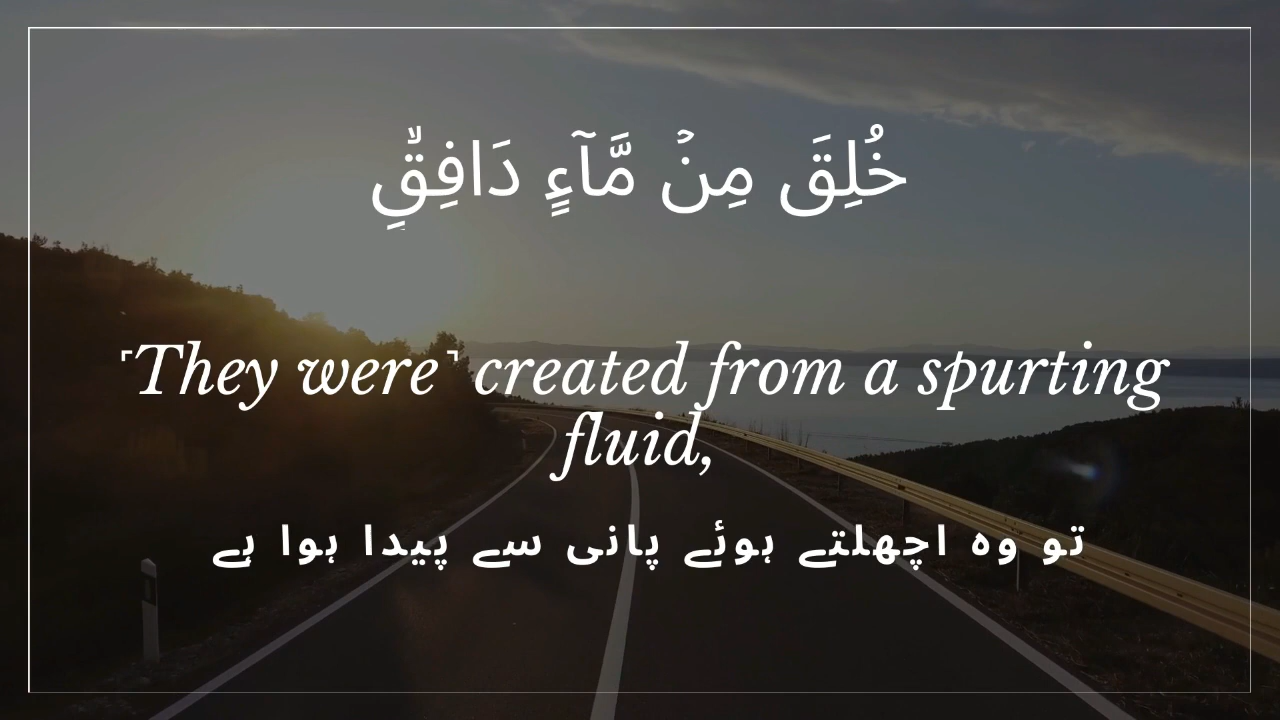 خُلِقَ مِنۡ مَّآءٍ دَافِقٍۙ
⸢They were⸣ created from a spurting
fluid,
تو وہ اچھلتے ہوئے پانی سے پیدا ہوا ہے